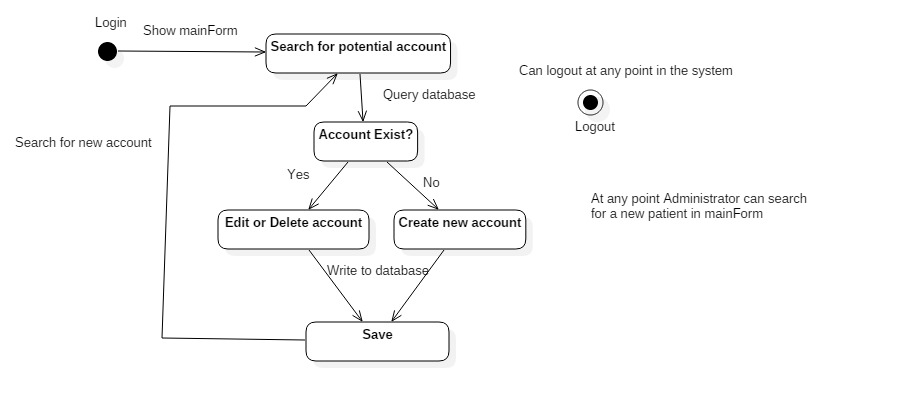 Login
Show mainForm
Search for potential account
Can logout at any point in the system
Query database
Logout
Account Exist?
Search for new account
Yes
No
At any point Administrator can search
for a new patient in mainForm
Edit or Delete account
Create new account
Write to database
Save